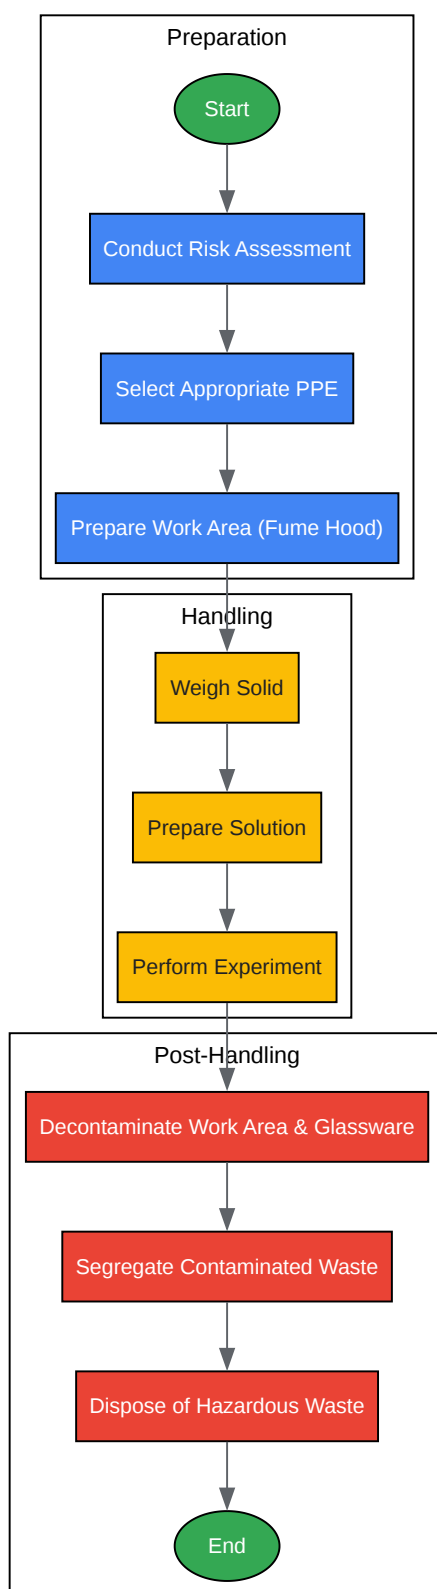 Preparation
Start
Conduct Risk Assessment
Select Appropriate PPE
Prepare Work Area (Fume Hood)
Handling
Weigh Solid
Prepare Solution
Perform Experiment
Post-Handling
Decontaminate Work Area & Glassware
Segregate Contaminated Waste
Dispose of Hazardous Waste
End